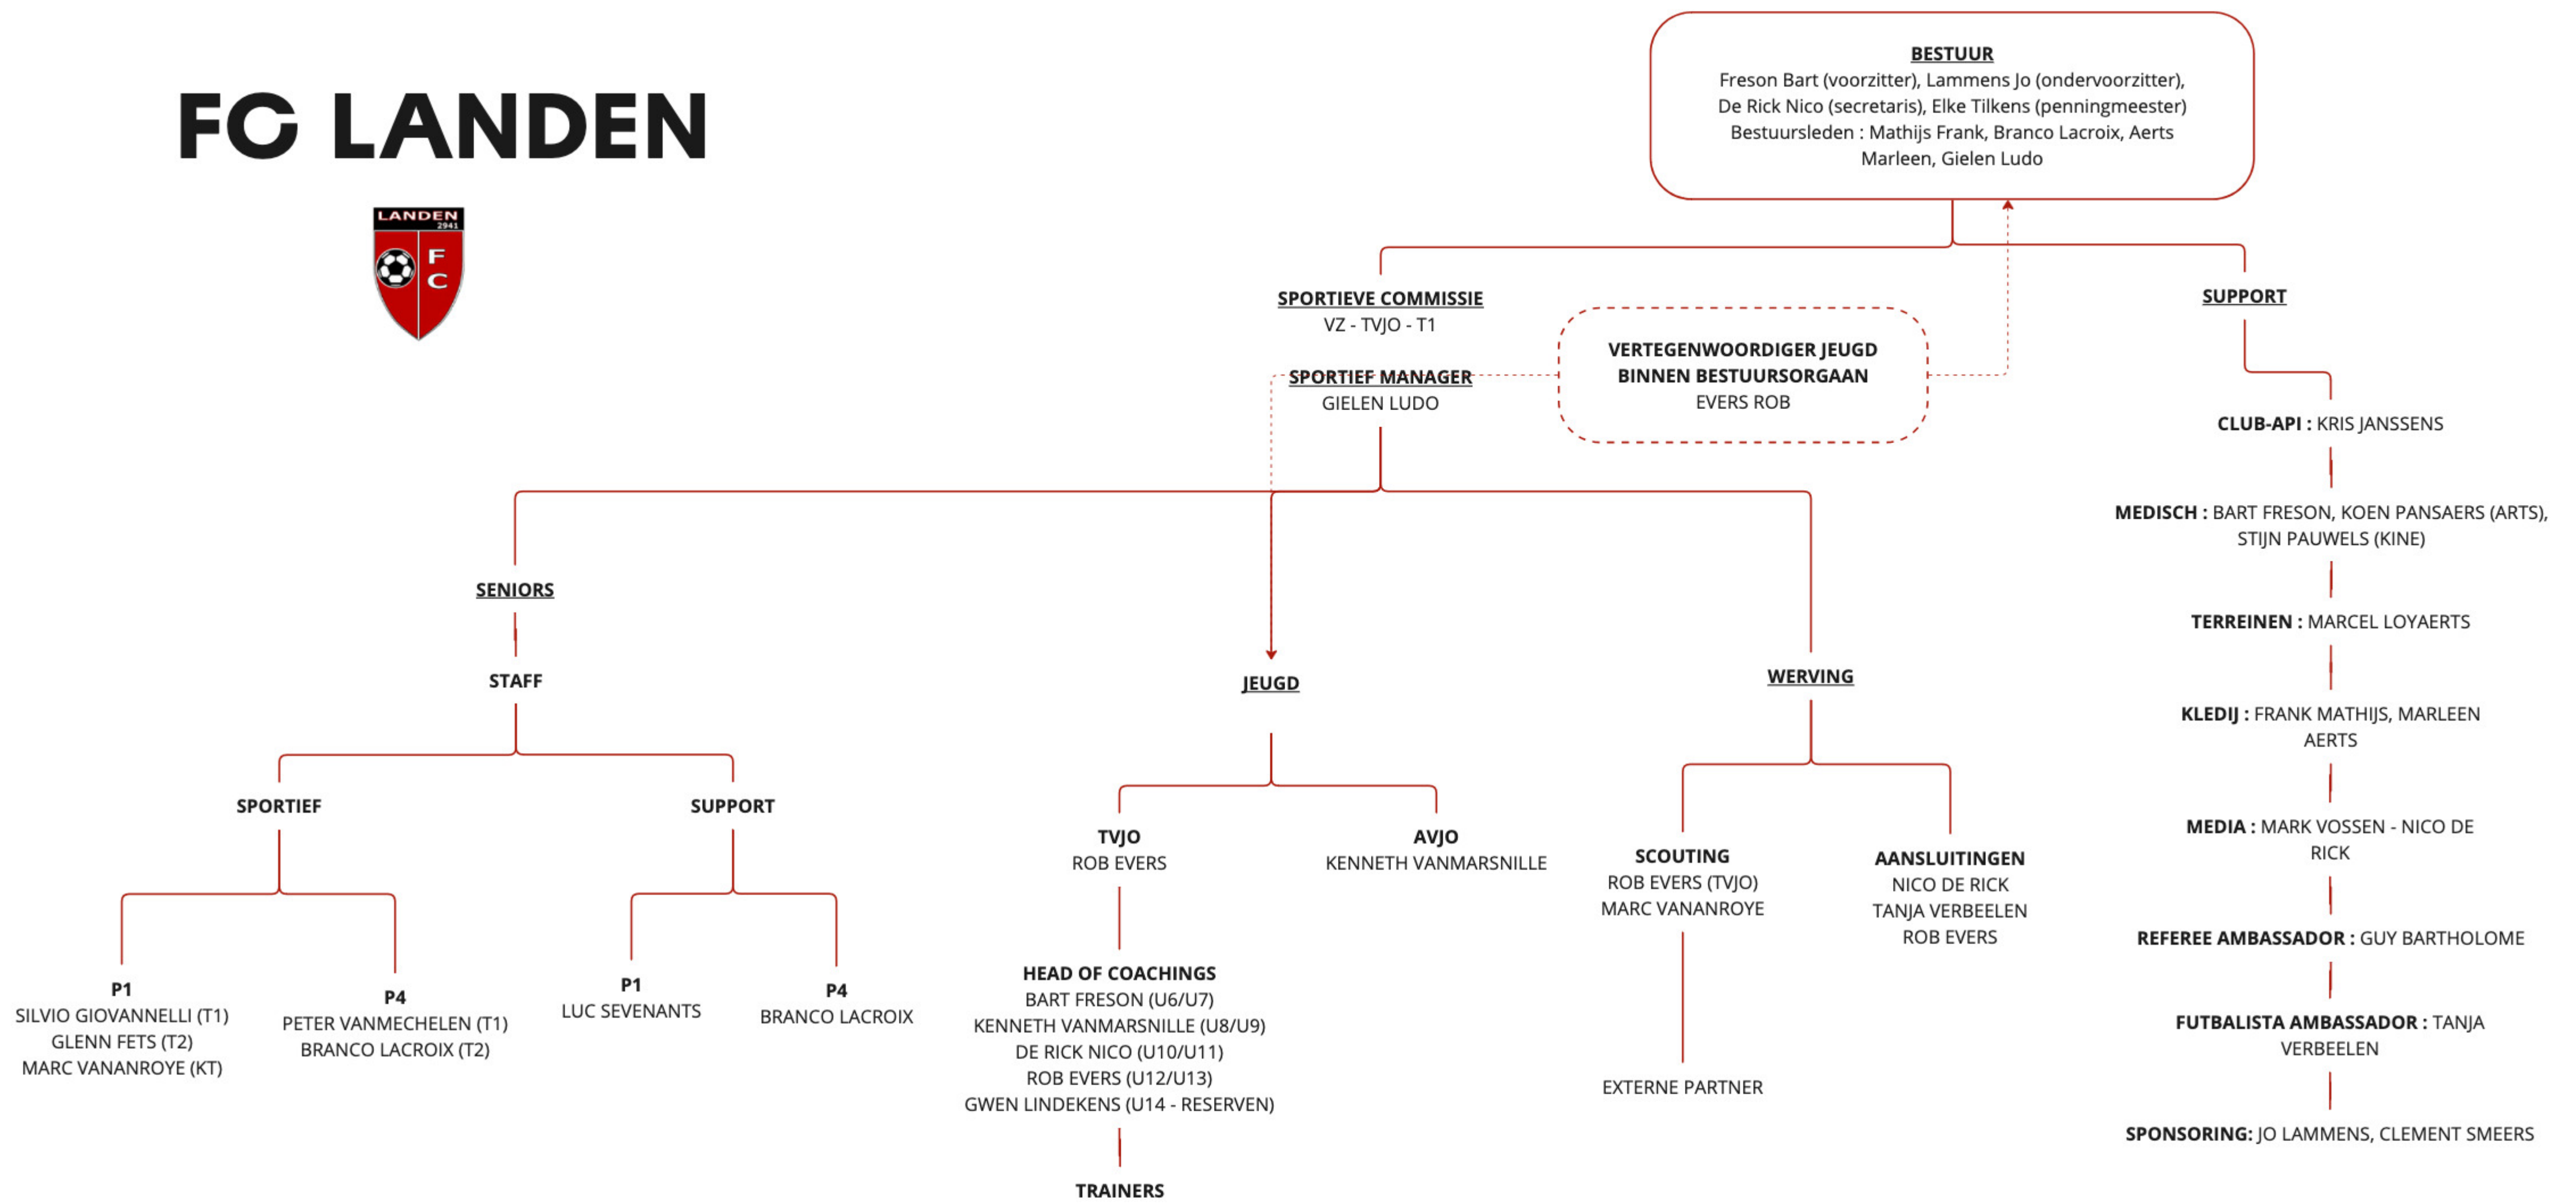 FC LANDEN
LANDEN
2941
F
C
BESTUUR
Freson Bart (voorzitter), Lammens Jo (ondervoorzitter),
De Rick Nico (secretaris), Elke Tilkens (penningmeester)
Bestuursleden : Mathijs Frank, Branco Lacroix, Aerts
Marleen, Gielen Ludo
SPORTIEVE COMMISSIE
VZ - TVJO - T1
SPORTIEF MANAGER
GIELEN LUDO
VERTEGENWOORDIGER JEUGD
BINNEN BESTUURSORGAAN
EVERS ROB
SENIORS
STAFF
SPORTIEF
P1
SILVIO GIOVANNELLI (T1)
GLENN FETS (T2)
MARC VANANROYE (KT)
P4
PETER VANMECHELEN (T1)
BRANCO LACROIX (T2)
SUPPORT
P1
LUC SEVENANTS
P4
BRANCO LACROIX
JEUGD
TVJO
ROB EVERS
HEAD OF COACHINGS
BART FRESON (U6/U7)
KENNETH VANMARSNILLE (U8/U9)
DE RICK NICO (U10/U11)
ROB EVERS (U12/U13)
GWEN LINDEKENS (U14 - RESERVEN)
TRAINERS
AVJO
KENNETH VANMARSNILLE
WERVING
SCOUTING
ROB EVERS (TVJO)
MARC VANANROYE
EXTERNE PARTNER
AANSLUITINGEN
NICO DE RICK
TANJA VERBEELEN
ROB EVERS
SUPPORT
CLUB-API : KRIS JANSSENS
MEDISCH : BART FRESON, KOEN PANSAERS (ARTS),
STIJN PAUWELS (KINE)
TERREINEN : MARCEL LOYAERTS
KLEDIJ : FRANK MATHIJS, MARLEEN
AERTS
MEDIA : MARK VOSSEN - NICO DE
RICK
REFEREE AMBASSADOR : GUY BARTHOLOME
FUTBALISTA AMBASSADOR : TANJA
VERBEELEN
SPONSORING: JO LAMMENS, CLEMENT SMEERS